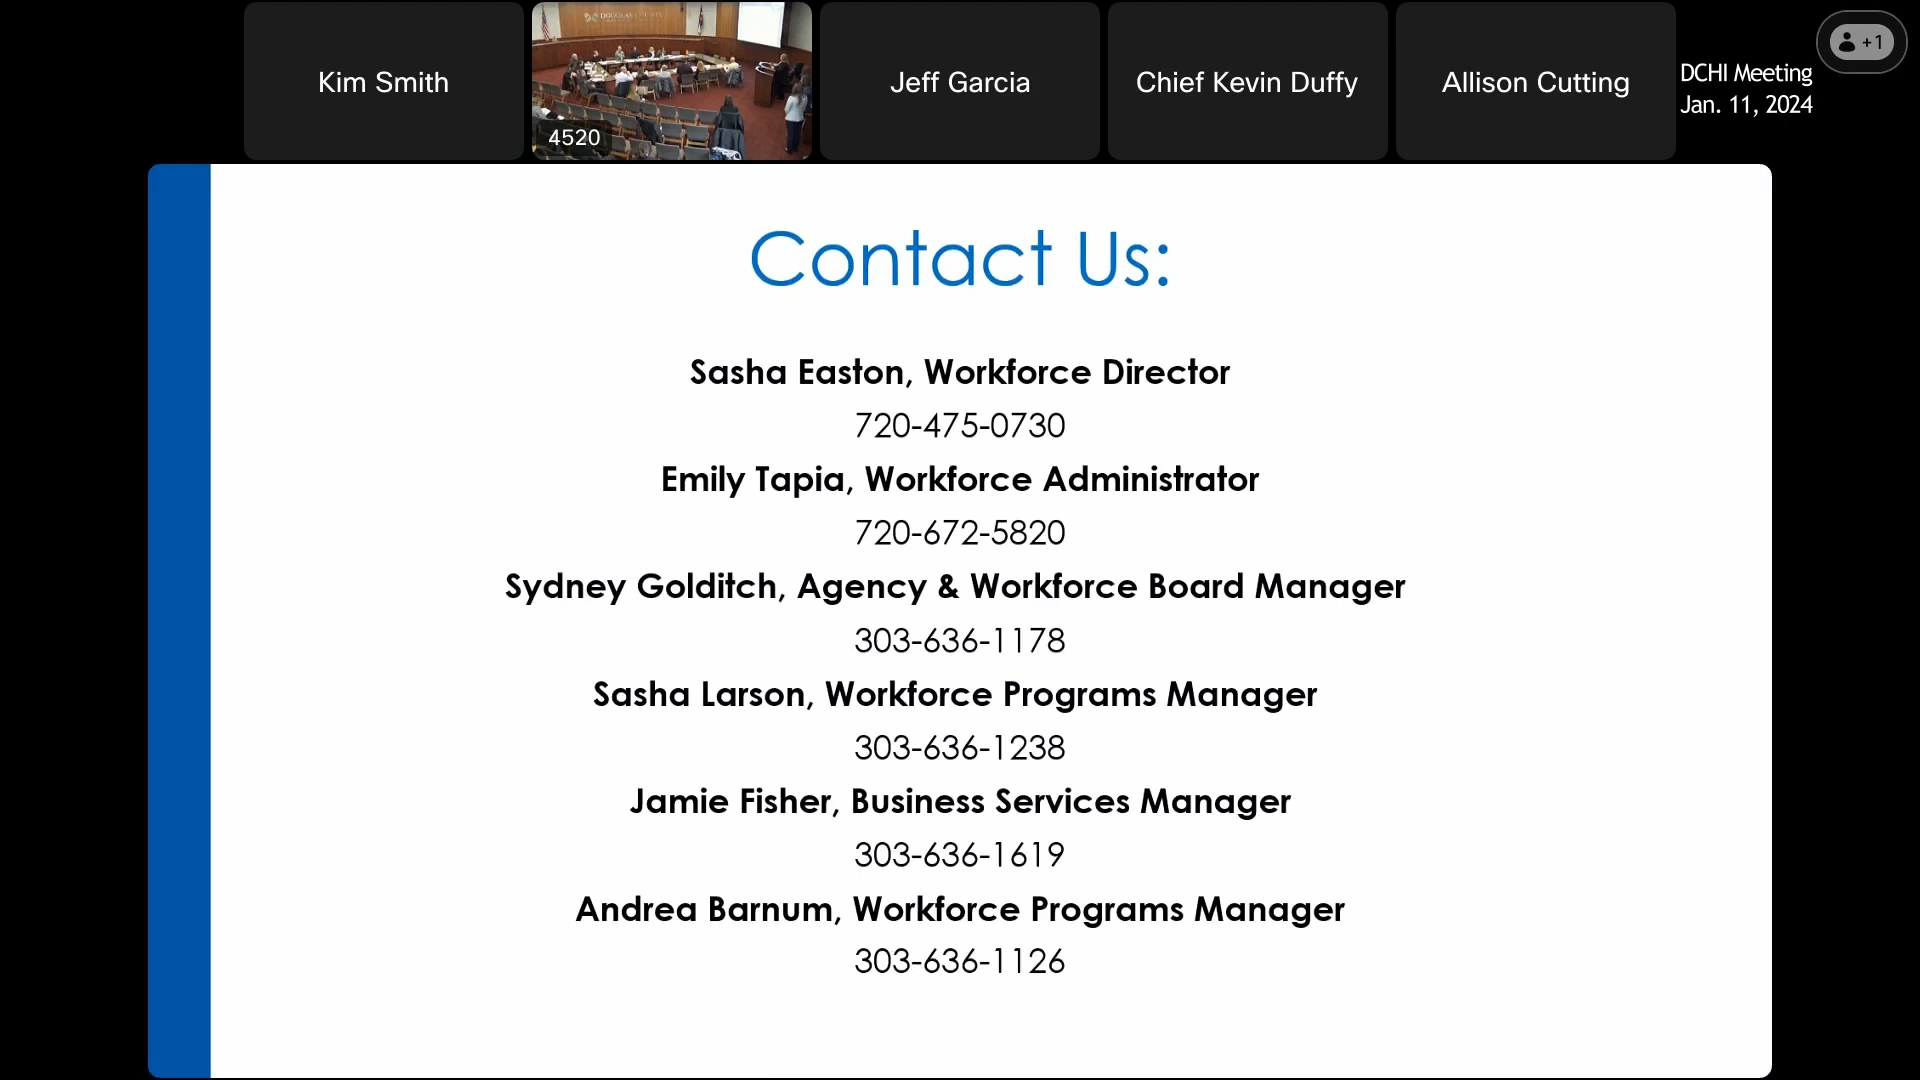 Kim Smith
DOUGLAS COUNTY
4520
Jeff Garcia
Chief Kevin Duffy
Allison Cutting
DCHI Meeting
Jan. 11, 2024
+1
Contact Us:
Sasha Easton, Workforce Director
720-475-0730
Emily Tapia, Workforce Administrator
720-672-5820
Sydney Golditch, Agency & Workforce Board Manager
303-636-1178
Sasha Larson, Workforce Programs Manager
303-636-1238
Jamie Fisher, Business Services Manager
303-636-1619
Andrea Barnum, Workforce Programs Manager
303-636-1126